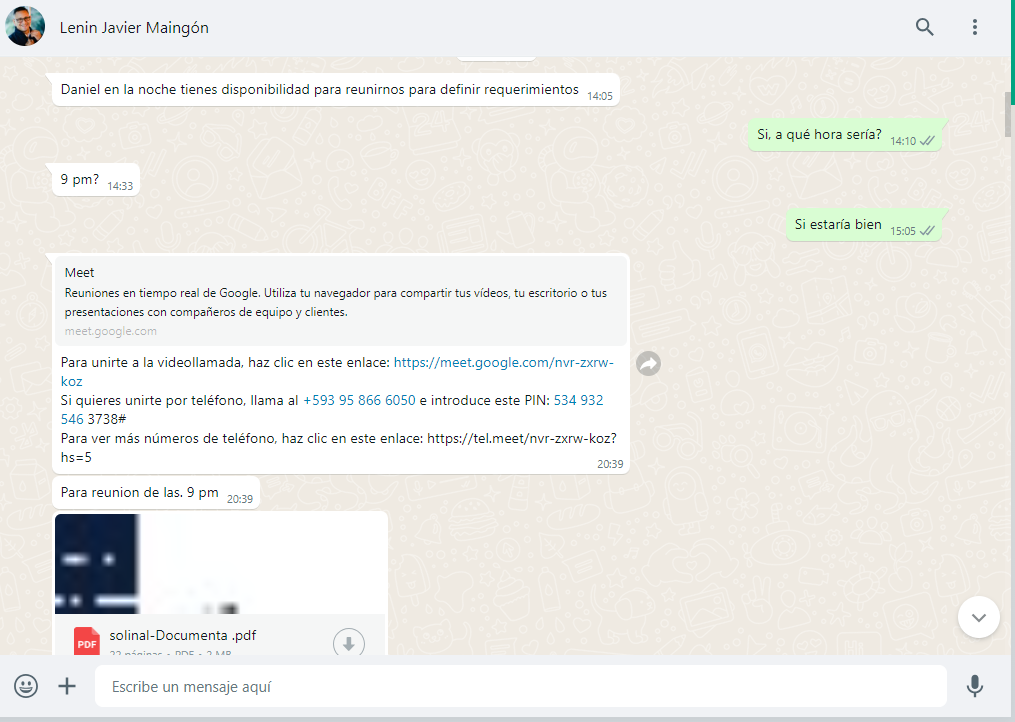 Lenin Javier Maingón
Daniel en la noche tienes disponibilidad para reunirnos para definir requerimientos 14:05
Si, a qué hora sería? 14:10
9 pm? 14:33
Si estaría bien 15:05
Meet
Reuniones en tiempo real de Google. Utiliza tu navegador para compartir tus vídeos, tu escritorio o tus
presentaciones con compañeros de equipo y clientes.
meet.google.com
Para unirte a la videollamada, haz clic en este enlace: https://meet.google.com/nvr-zxrw-
koz
Si quieres unirte por teléfono, llama al +593 95 866 6050 e introduce este PIN: 534 932
546 3738#
Para ver más números de teléfono, haz clic en este enlace: https://tel.meet/nvr-zxrw-koz?
hs=5
20:39
Para reunion de las. 9 pm 20:39
PDF
solinal-Documenta .pdf
22 páginas • PDF • 2 MB
Escribe un mensaje aquí